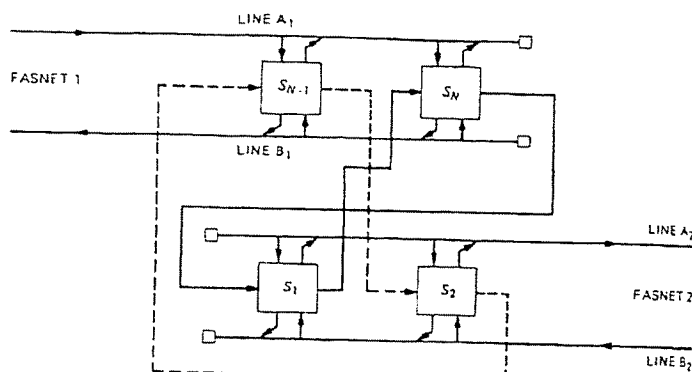 LINE A1
FASNET 1
SN-1
SN
LINE B1
LINE A2
S1
S2
FASNET 2
LINE B2